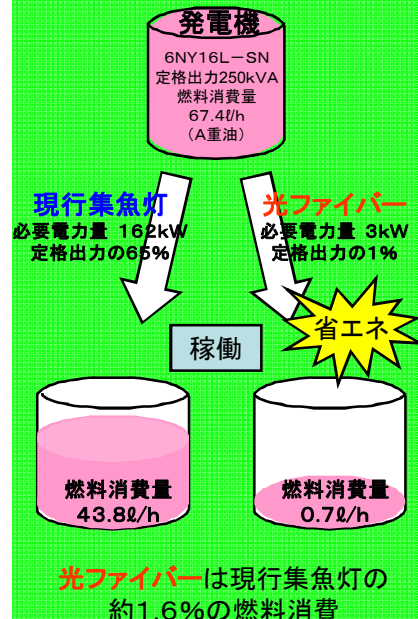 発電機
6NY16L－SN
定格出力250kVA
燃料消費量
67.4ℓ/h
（A重油）
現行集魚灯
必要電力量 162kW
定格出力の65%
光ファイバー
必要電力量 3kW
定格出力の1%
省エネ
稼働
燃料消費量
43.8ℓ/h
燃料消費量
0.7ℓ/h
光ファイバーは現行集魚灯の
約1.6%の燃料消費